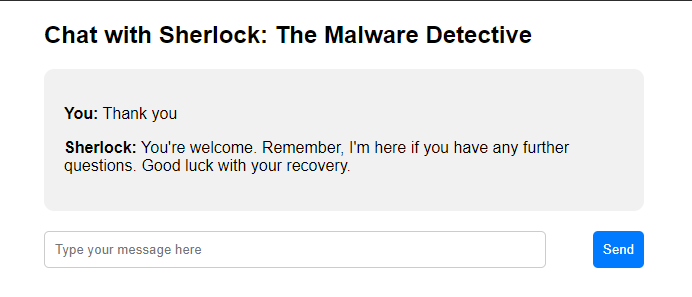 Chat with Sherlock: The Malware Detective
You: Thank you
Sherlock: You're welcome. Remember, I'm here if you have any further
questions. Good luck with your recovery.
Type your message here
Send